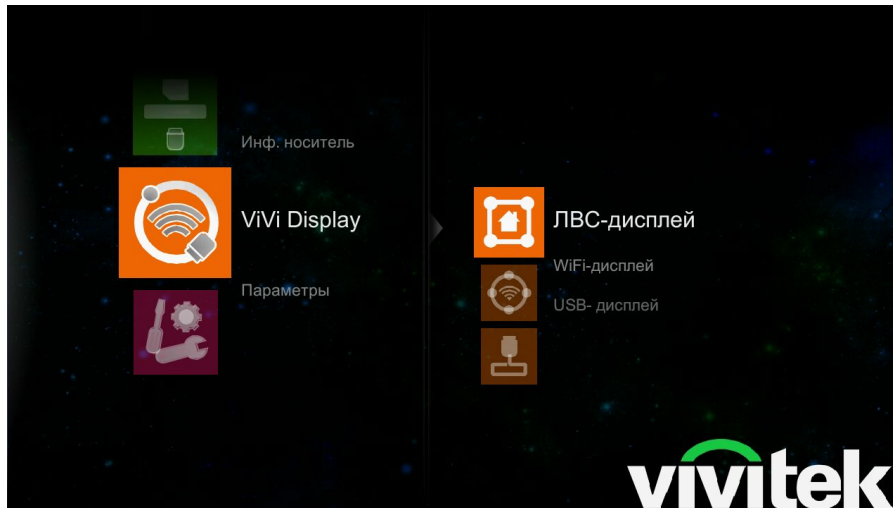 Инф. носитель
ViVi Display
Параметры
ЛВС-дисплей
WiFi-дисплей
USB- дисплей
vivitek